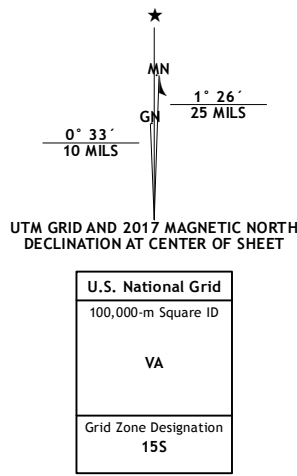 ★
MN
GN
1° 26´
25 MILS
0° 33´
10 MILS
UTM GRID AND 2017 MAGNETIC NORTH
DECLINATION AT CENTER OF SHEET
U.S. National Grid
100,000-m Square ID
VA
Grid Zone Designation
15S